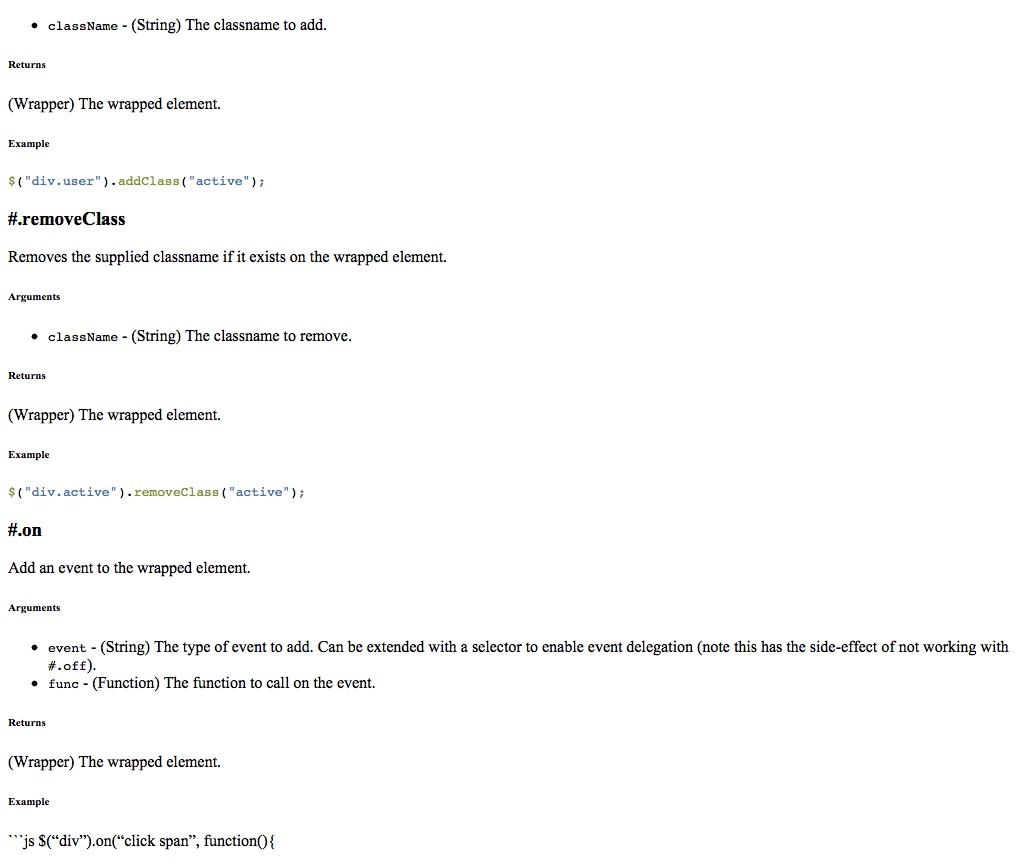 • className - (String) The classname to add.
Returns
(Wrapper) The wrapped element.
Example
$("div.user").addClass("active");
#.removeClass
Removes the supplied classname if it exists on the wrapped element.
Arguments
• className - (String) The classname to remove.
Returns
(Wrapper) The wrapped element.
Example
$("div.active").removeClass("active");
#.on
Add an event to the wrapped element.
Arguments
• event - (String) The type of event to add. Can be extended with a selector to enable event delegation (note this has the side-effect of not working with
#.off).
• func - (Function) The function to call on the event.
Returns
(Wrapper) The wrapped element.
Example
```js $(“div”).on(“click span”, function(){